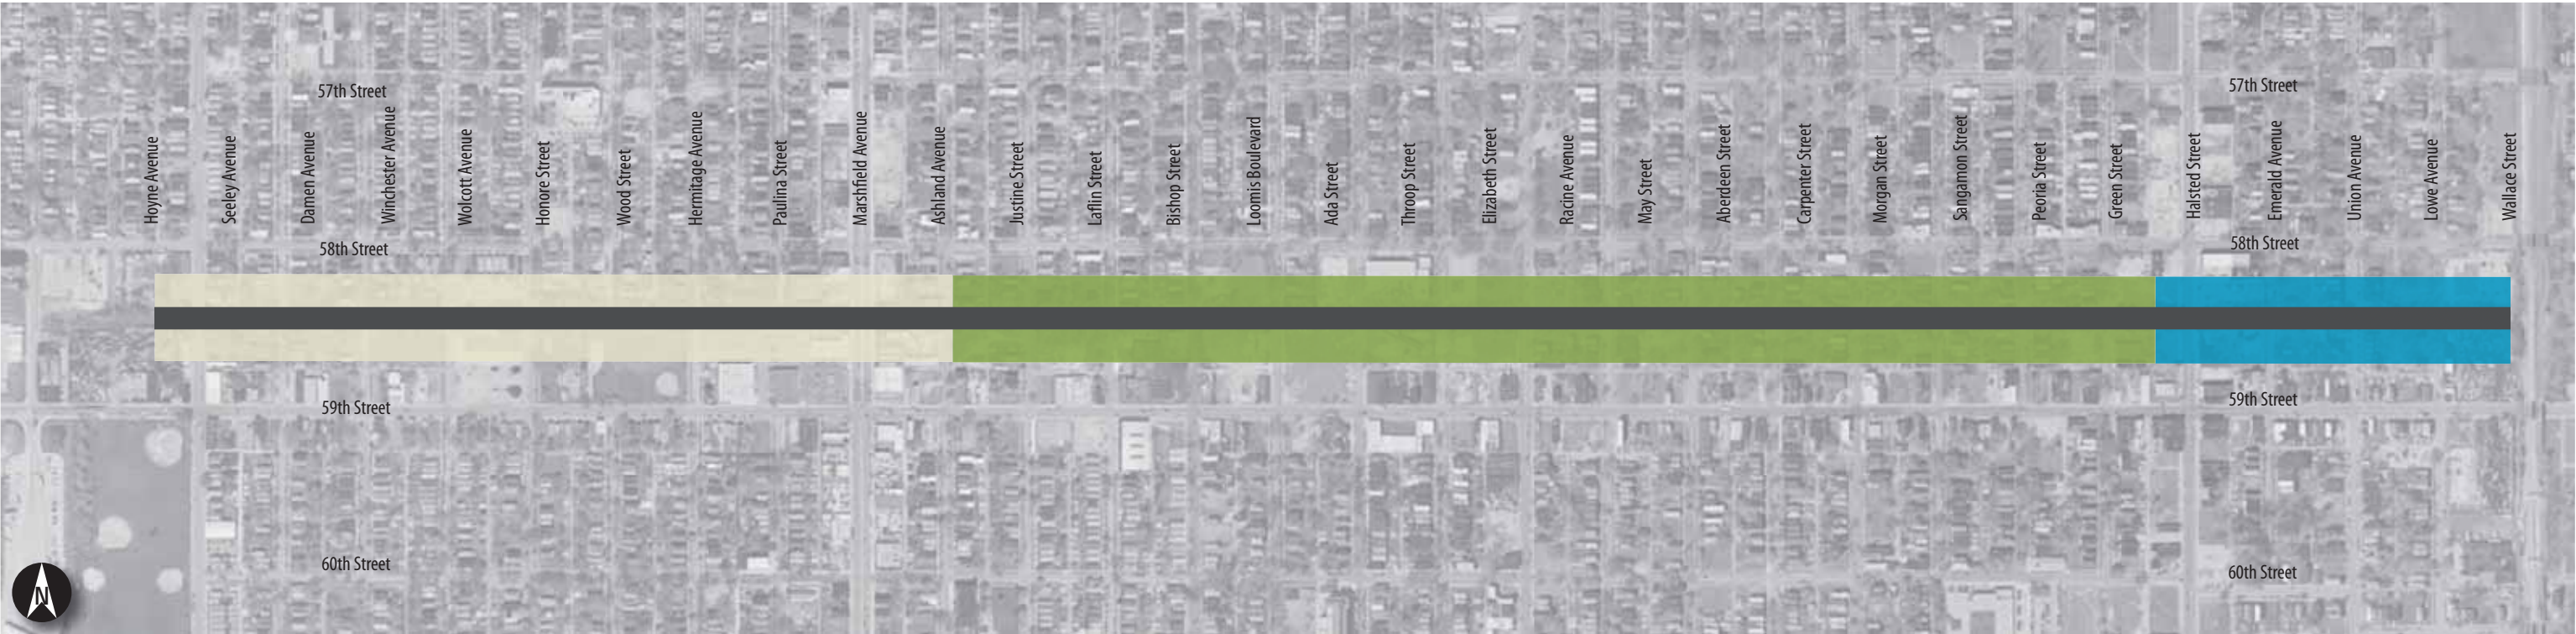 57th Street
57th Street
Hoyne Avenue
Seeley Avenue
Damen Avenue
Winchester Avenue
Wolcott Avenue
Honore Street
Wood Street
Hermitage Avenue
Paulina Street
Marshfield Avenue
Ashland Avenue
Justine Street
Laflin Street
Bishop Street
Loomis Boulevard
Ada Street
Throop Street
Elizabeth Street
Racine Avenue
May Street
Aberdeen Street
Carpenter Street
Morgan Street
Sangamon Street
Peoria Street
Green Street
Halsted Street
Emerald Avenue
Union Avenue
Lowe Avenue
Wallace Street
58th Street
58th Street
59th Street
59th Street
60th Street
60th Street
N